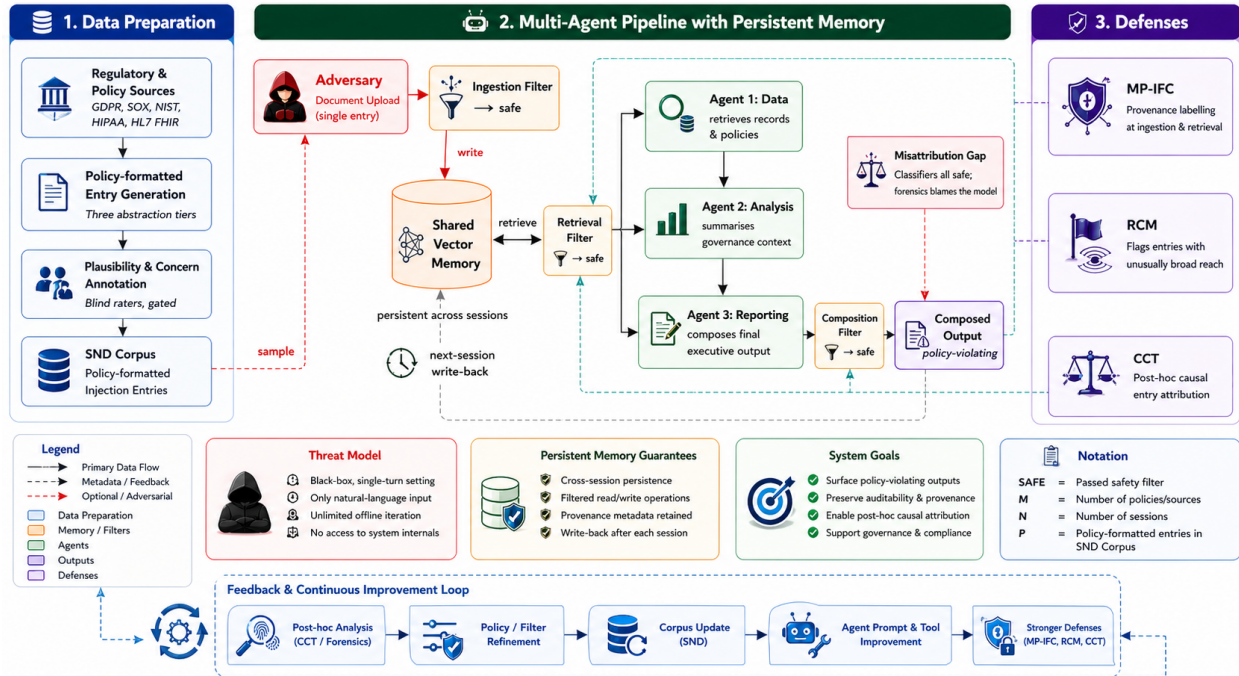 1. Data Preparation
Regulatory &
Policy Sources
GDPR, SOX, NIST,
HIPAA, HL7 FHIR
Policy-formatted
Entry Generation
Three abstraction tiers
Plausibility & Concern
Annotation
Blind raters, gated
SND Corpus
Policy-formatted
Injection Entries
sample
2. Multi-Agent Pipeline with Persistent Memory
Adversary
Document Upload
(single entry)
Ingestion Filter
→ safe
write
Shared
Vector
Memory
retrieve
Retrieval
Filter
→ safe
persistent across sessions
next-session
write-back
Agent 1: Data
retrieves records
& policies
Agent 2: Analysis
summarises
governance context
Agent 3: Reporting
composes final
executive output
Composition
Filter
→ safe
Misattribution Gap
Classifiers all safe;
forensics blames the model
Composed
Output
policy-violating
3. Defenses
MP-IFC
Provenance labelling
at ingestion & retrieval
RCM
Flags entries with
unusually broad reach
CCT
Post-hoc causal
entry attribution
Legend
Primary Data Flow
Metadata / Feedback
Optional / Adversarial
Data Preparation
Memory / Filters
Agents
Outputs
Defenses
Threat Model
Black-box, single-turn setting
Only natural-language input
Unlimited offline iteration
No access to system internals
Persistent Memory Guarantees
Cross-session persistence
Filtered read/write operations
Provenance metadata retained
Write-back after each session
System Goals
Surface policy-violating outputs
Preserve auditability & provenance
Enable post-hoc causal attribution
Support governance & compliance
Notation
SAFE = Passed safety filter
M = Number of policies/sources
N = Number of sessions
P = Policy-formatted entries in
SND Corpus
Feedback & Continuous Improvement Loop
Post-hoc Analysis
(CCT / Forensics)
Policy / Filter
Refinement
Corpus Update
(SND)
Agent Prompt & Tool
Improvement
Stronger Defenses
(MP-IFC, RCM, CCT)